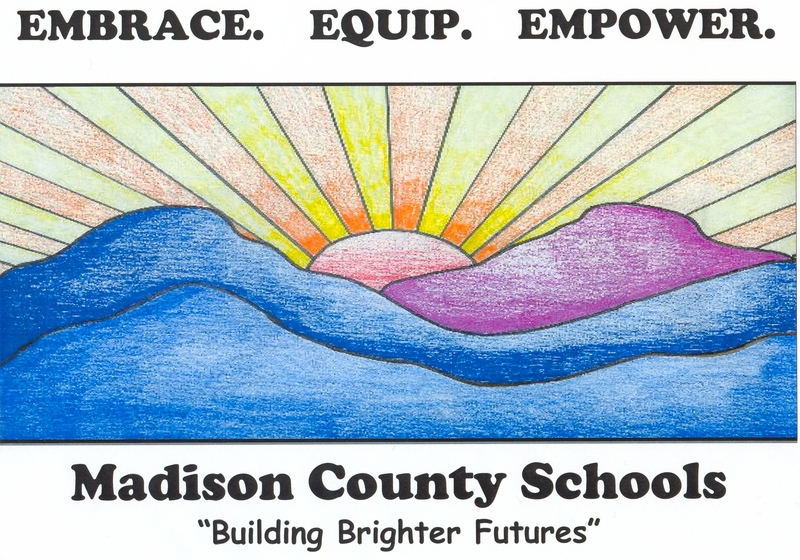 EMBRACE. EQUIP. EMPOWER.
Madison County Schools
“Building Brighter Futures”